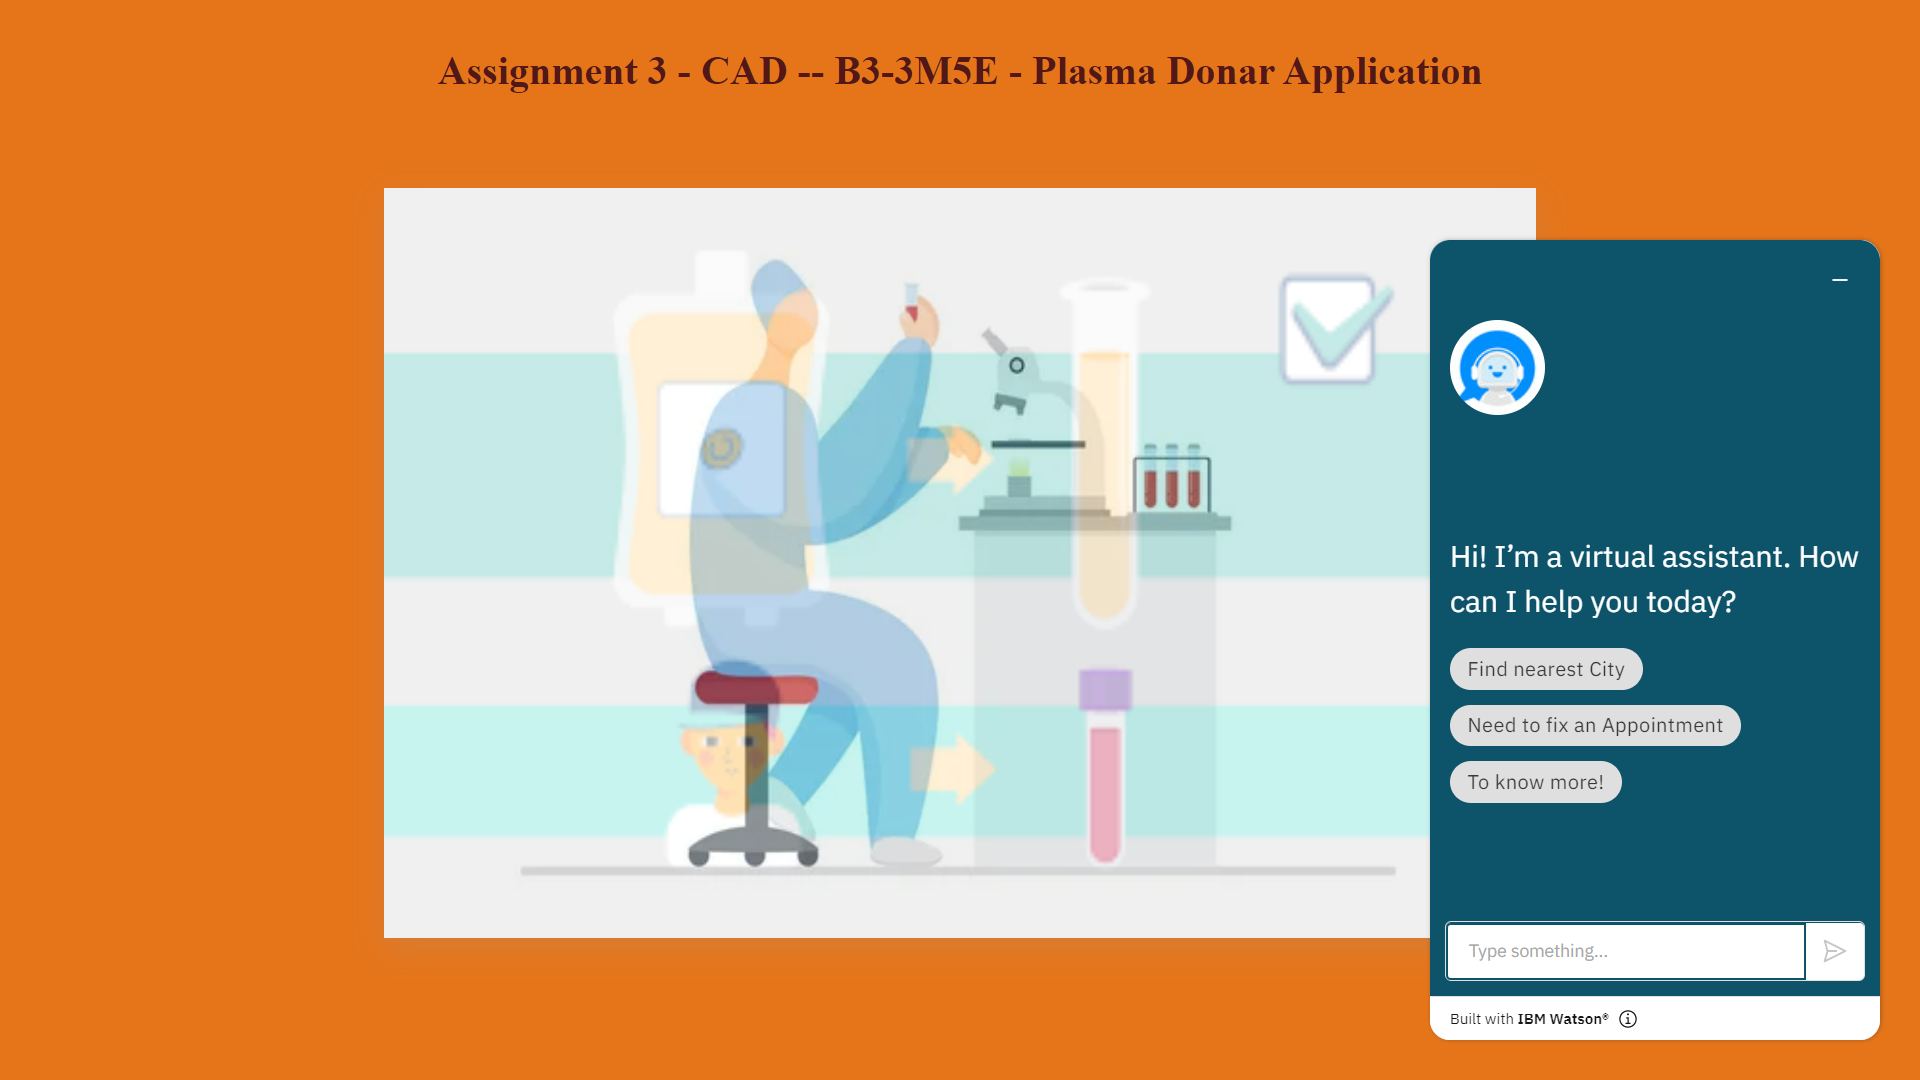 Assignment 3 - CAD -- B3-3M5E - Plasma Donar Application
Hi! I’m a virtual assistant. How
can I help you today?
Find nearest City
Need to fix an Appointment
To know more!
Type something...
Built with IBM Watson®